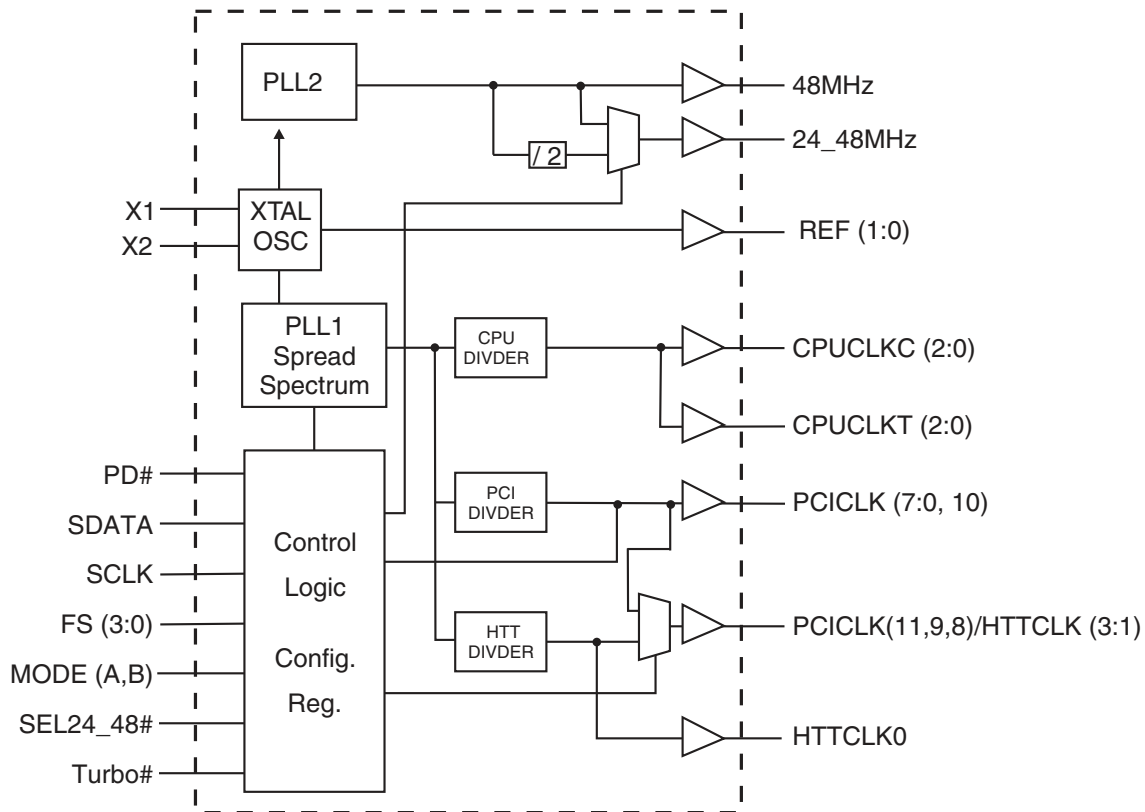 PLL2
48MHz
24_48MHz
/ 2
X1
X2
XTAL
OSC
REF (1:0)
PLL1
Spread
Spectrum
CPU
DIVDER
CPUCLKC (2:0)
CPUCLKT (2:0)
PD#
SDATA
SCLK
FS (3:0)
MODE (A,B)
SEL24_48#
Turbo#
Control
Logic
Config.
Reg.
PCI
DIVDER
PCICLK (7:0, 10)
HTT
DIVDER
PCICLK(11,9,8)/HTTCLK (3:1)
HTTCLK0